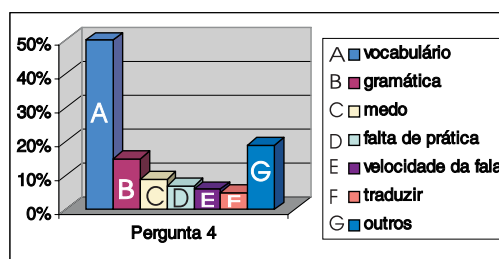 50%
40%
30%
20%
10%
0%
A
B
C
D
E
F
G
Pergunta 4
A vocabulário
B gramática
C medo
D falta de prática
E velocidade da fala
F traduzir
G outros